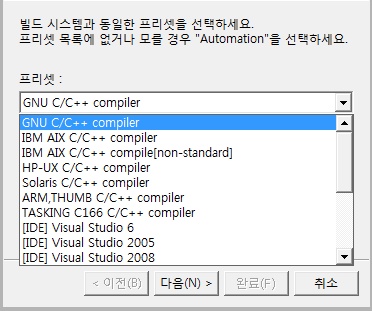 빌드 시스템과 동일한 프리셋을 선택하세요.
프리셋 목록에 없거나 모를 경우 "Automation"을 선택하세요.
프리셋 :
GNU C/C++ compiler
GNU C/C++ compiler
IBM AIX C/C++ compiler
IBM AIX C/C++ compile[non-standard]
HP-UX C/C++ compiler
Solaris C/C++ compiler
ARM,THUMB C/C++ compiler
TASKING C166 C/C++ compiler
[IDE] Visual Studio 6
[IDE] Visual Studio 2005
[IDE] Visual Studio 2008
< 이전(B) 다음(N) > 완료(F) 취소